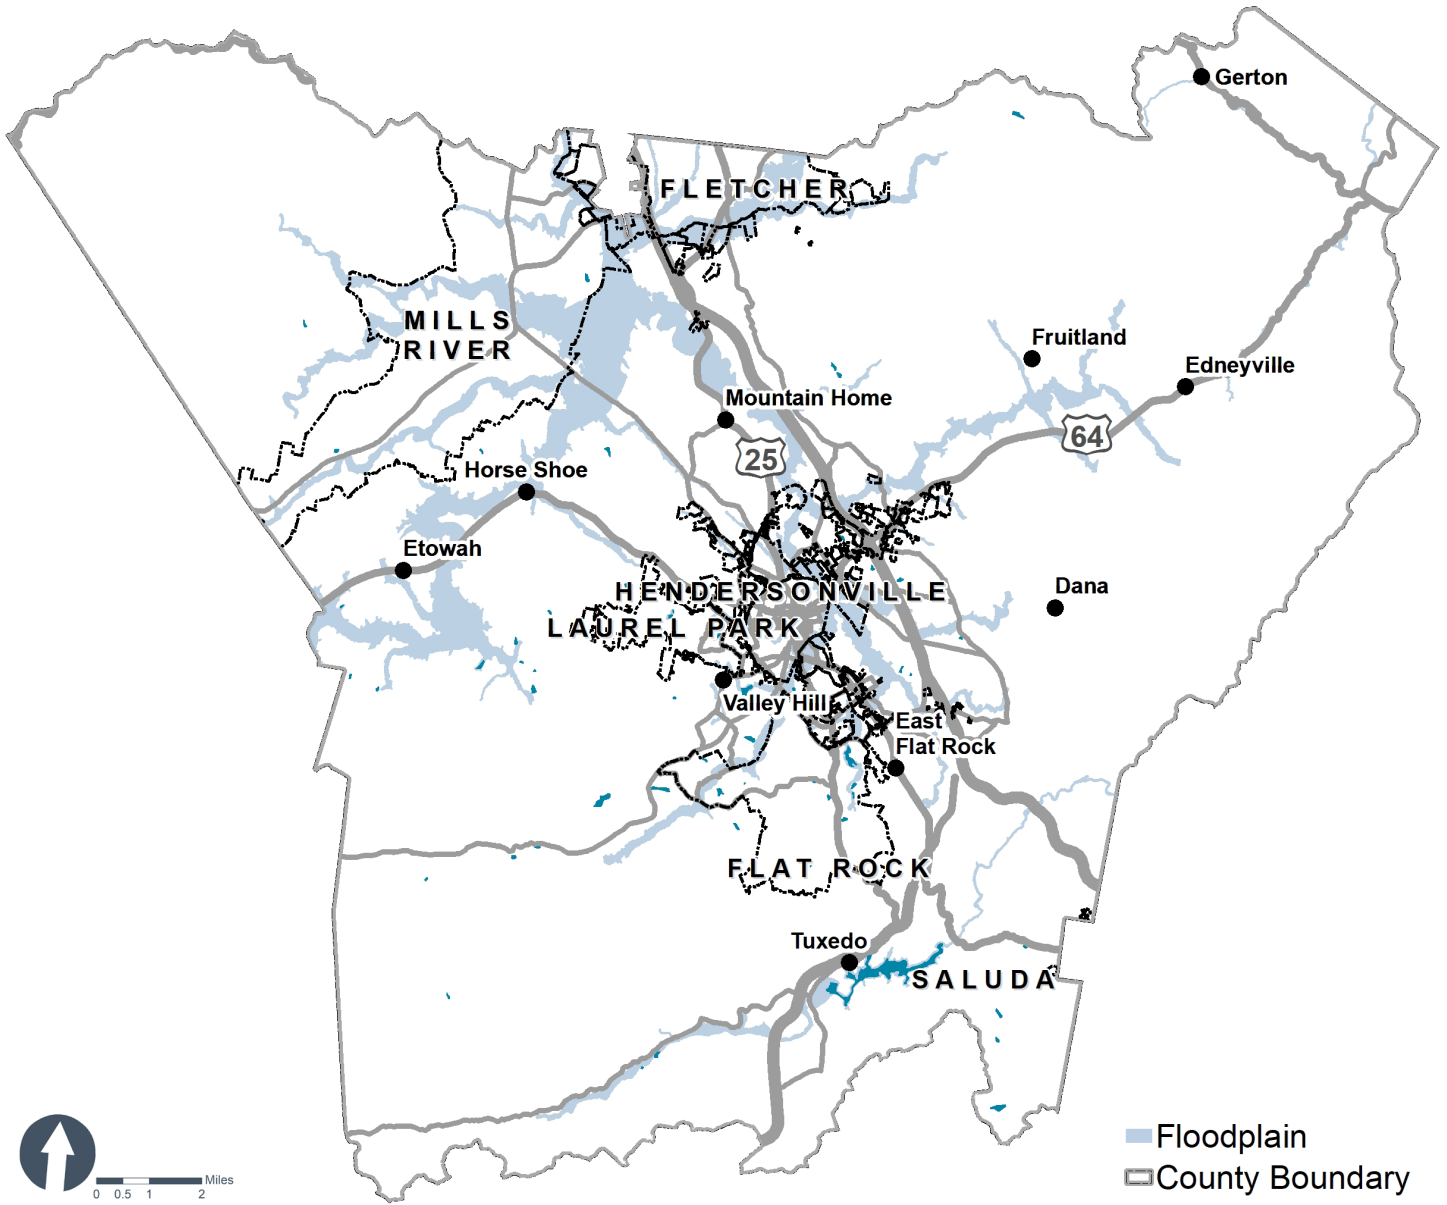 Gerton
FLETCHER
MILLS
RIVER
Fruitland
Edneyville
Mountain Home
64
25
Horse Shoe
Etowah
HENDERSONVILLE
Dana
LAUREL PARK
Valley Hill
East
Flat Rock
FLAT ROCK
Tuxedo
SALUDA
Floodplain
County Boundary
Miles
0 0.5 1 2